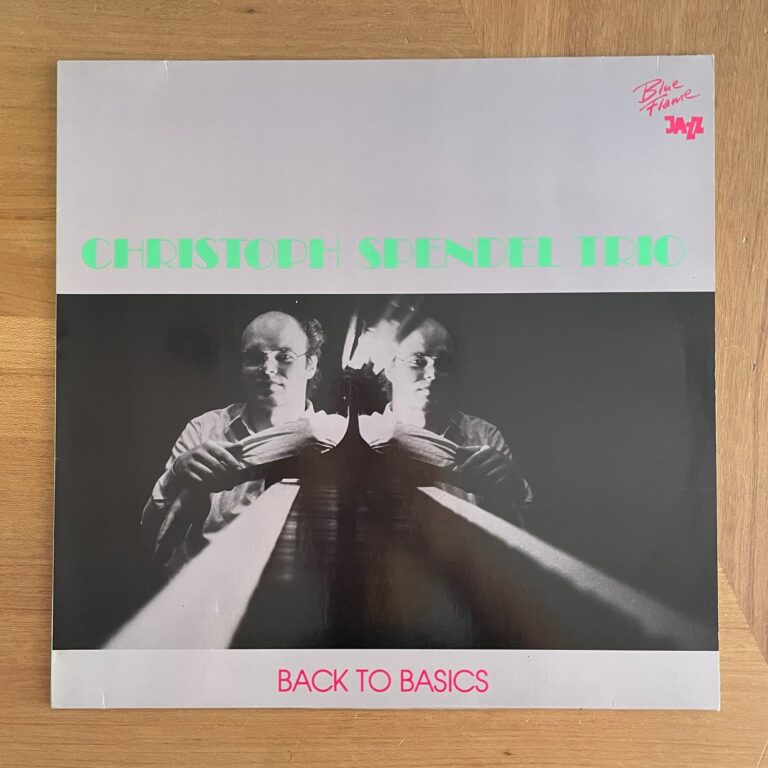 Blue
Flame
JAZZ
CHRISTOPH SPENDEL TRIO
BACK TO BASICS